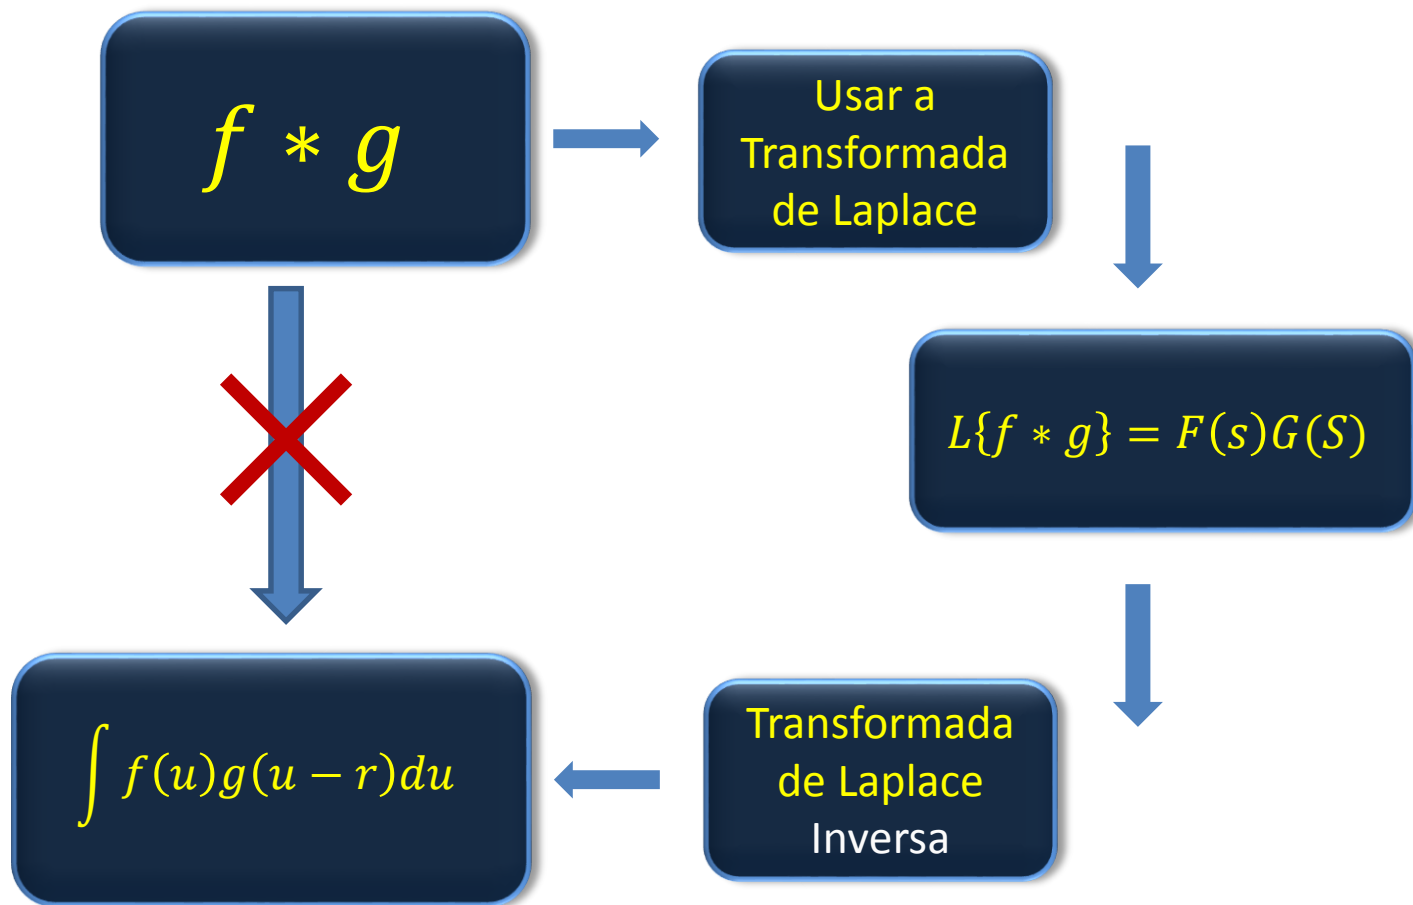 f * g
Usar a
Transformada
de Laplace
L{f * g} = F(s)G(S)
Transformada
de Laplace
Inversa
∫ f(u)g(u − r)du